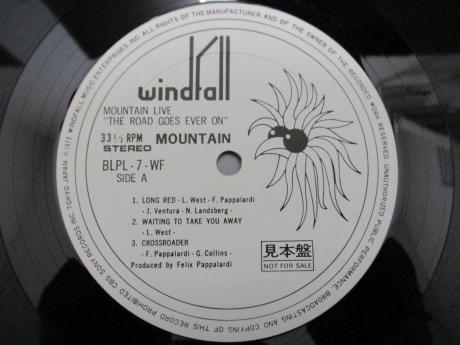 windfall
MOUNTAIN LIVE
"THE ROAD GOES EVER ON"
33 1/3 RPM MOUNTAIN
STEREO
BLPL-7-WF
SIDE A
1. LONG RED - L. West - F. Pappalardi
- J. Ventura - N. Landsberg -
2. WAITING TO TAKE YOU AWAY
- L. West -
3. CROSSROADER
- F. Pappalardi - G. Collins -
Produced by Felix Pappalardi
見本盤
NOT FOR SALE
CBS SONY RECORDS INC. TOKYO JAPAN Ⓟ 1972 WINDFALL MUSIC ENTERPRISES INC. ALL RIGHTS OF THE MANUFACTURER AND OF THE OWNER OF THE RECORDED WORK RESERVED. UNAUTHORIZED PUBLIC PERFORMANCE, BROADCASTING AND COPYING OF THIS RECORD PROHIBITED